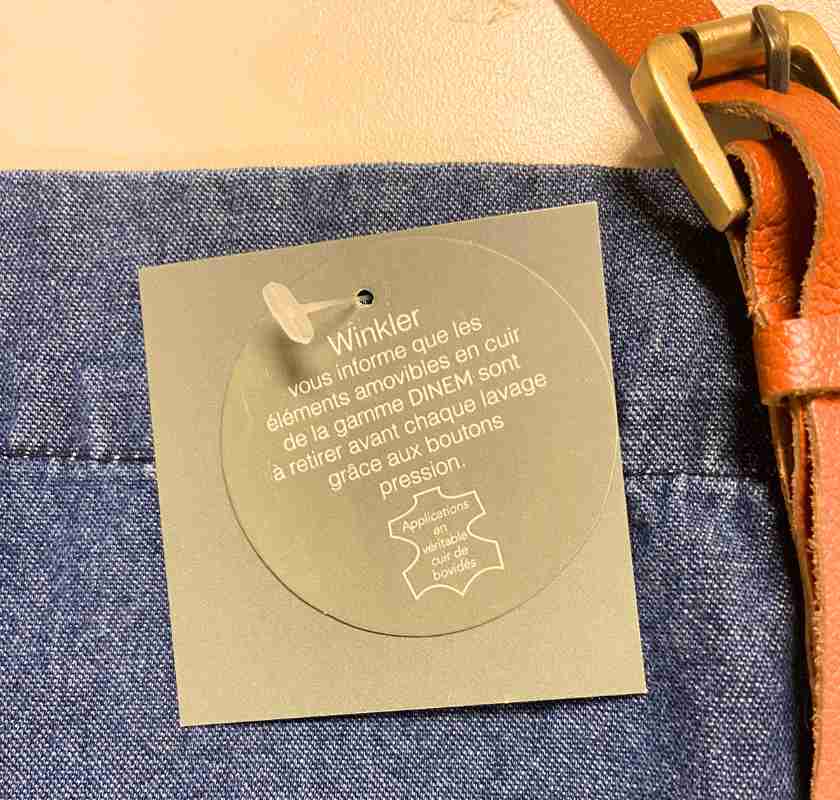 Winkler
vous informe que les
éléments amovibles en cuir
de la gamme DINEM sont
à retirer avant chaque lavage
grâce aux boutons
pression.
Applications
en
véritable
cuir de
bovidés